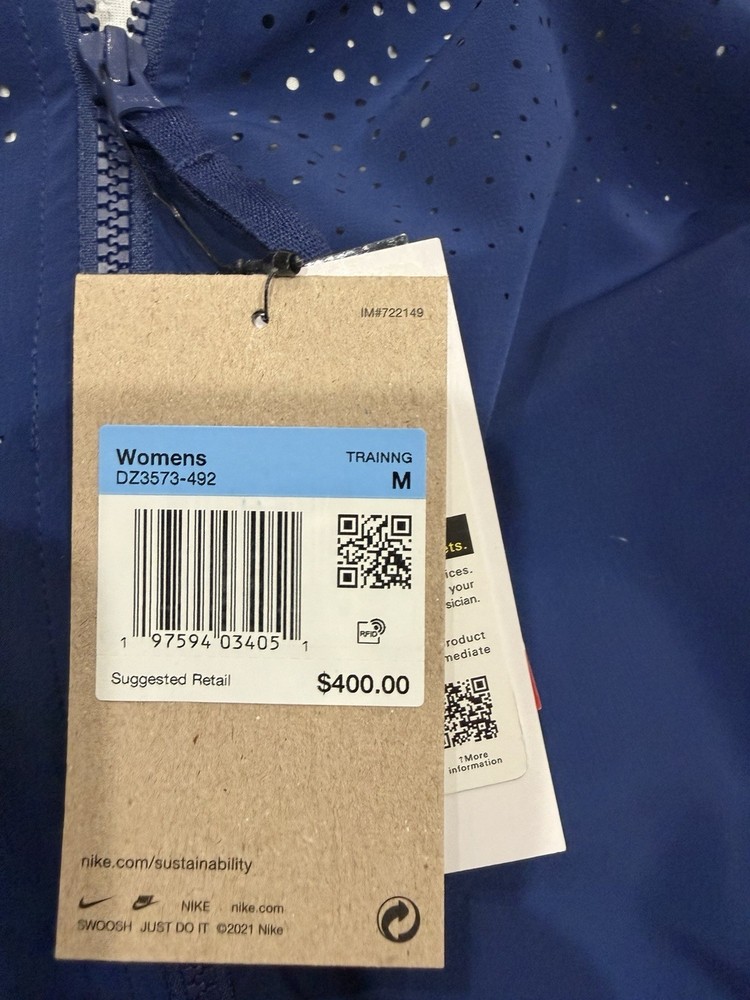 IM#722149
Womens
TRAINNG
DZ3573-492
M
1 97594 03405 1
RFID
Suggested Retail
$400.00
nike.com/sustainability
NIKE nike.com
SWOOSH JUST DO IT ©2021 Nike
ets.
ices.
your
sician.
roduct
mediate
†More
information